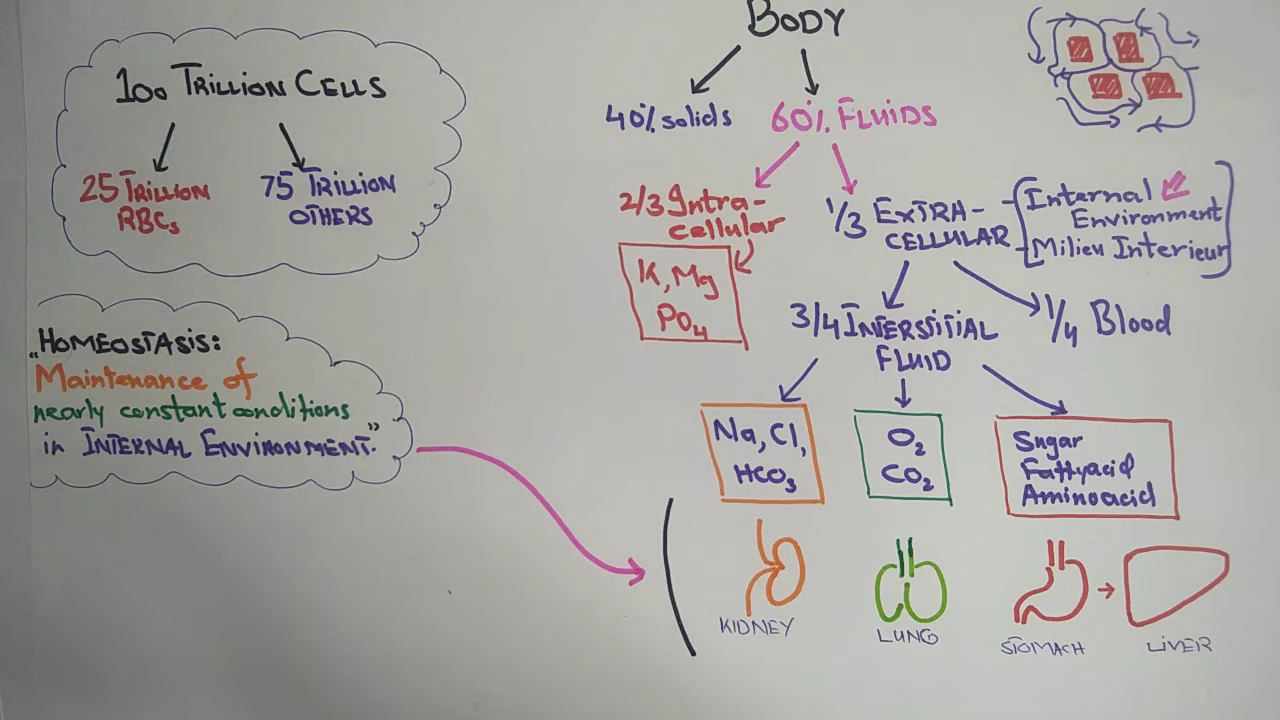 100 TRILLION CELLS
25 TRILLION
RBCs
75 TRILLION
OTHERS
„HOMEOSTASIS:
Maintenance of
nearly constant conditions
in INTERNAL ENVIRONMENT.”
BODY
40% solids
60% FLUIDS
2/3 Intra-
cellular
K, Mg
PO4
1/3 EXTRA-
CELLULAR
Internal
Environment
Milieu Interieur
3/4 INTERSTITIAL
FLUID
1/4 Blood
Na, Cl,
HCO3
O2
CO2
Sugar
Fattyacid
Aminoacid
KIDNEY
LUNG
STOMACH
LIVER